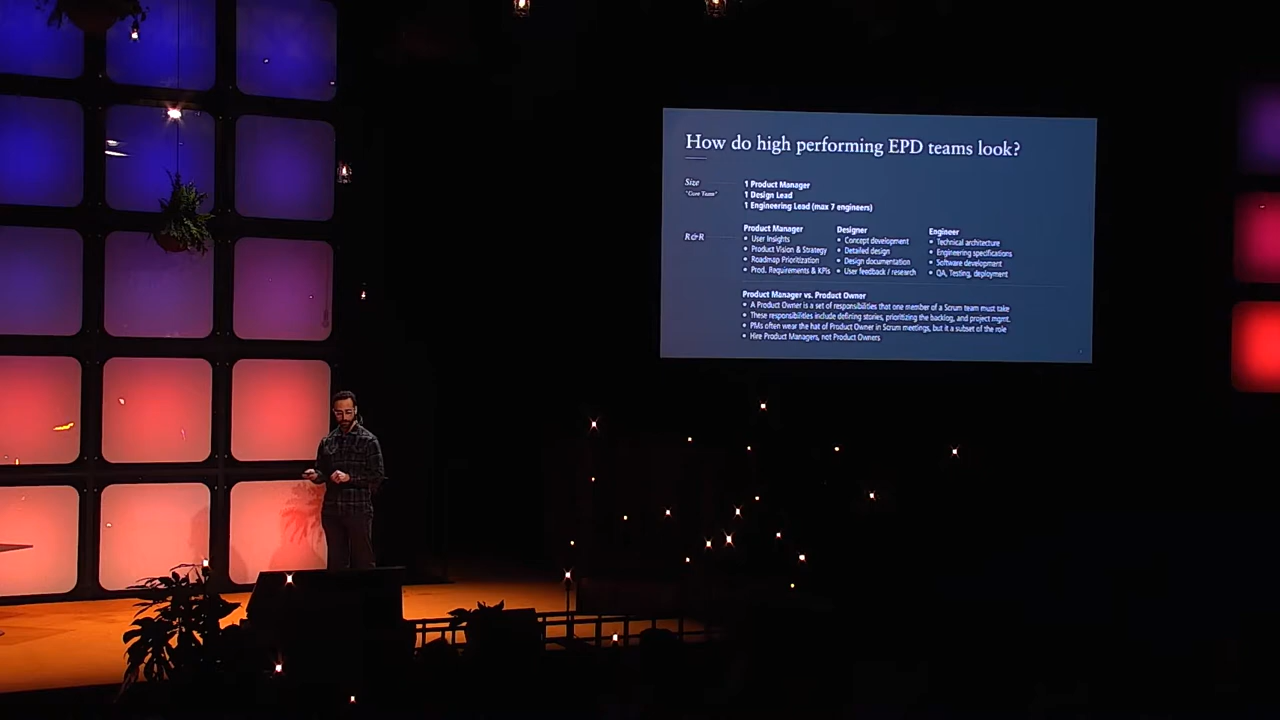 How do high performing EPD teams look?
Size
"Core Team"
1 Product Manager
1 Design Lead
1 Engineering Lead (max 7 engineers)
R&R
Product Manager
• User Insights
• Product Vision & Strategy
• Roadmap Prioritization
• Prod. Requirements & KPIs
Designer
• Concept development
• Detailed design
• Design documentation
• User feedback / research
Engineer
• Technical architecture
• Engineering specifications
• Software development
• QA, Testing, deployment
Product Manager vs. Product Owner
• A Product Owner is a set of responsibilities that one member of a Scrum team must take
• These responsibilities include defining stories, prioritizing the backlog, and project mgmt.
• PMs often wear the hat of Product Owner in Scrum meetings, but it a subset of the role
• Hire Product Managers, not Product Owners